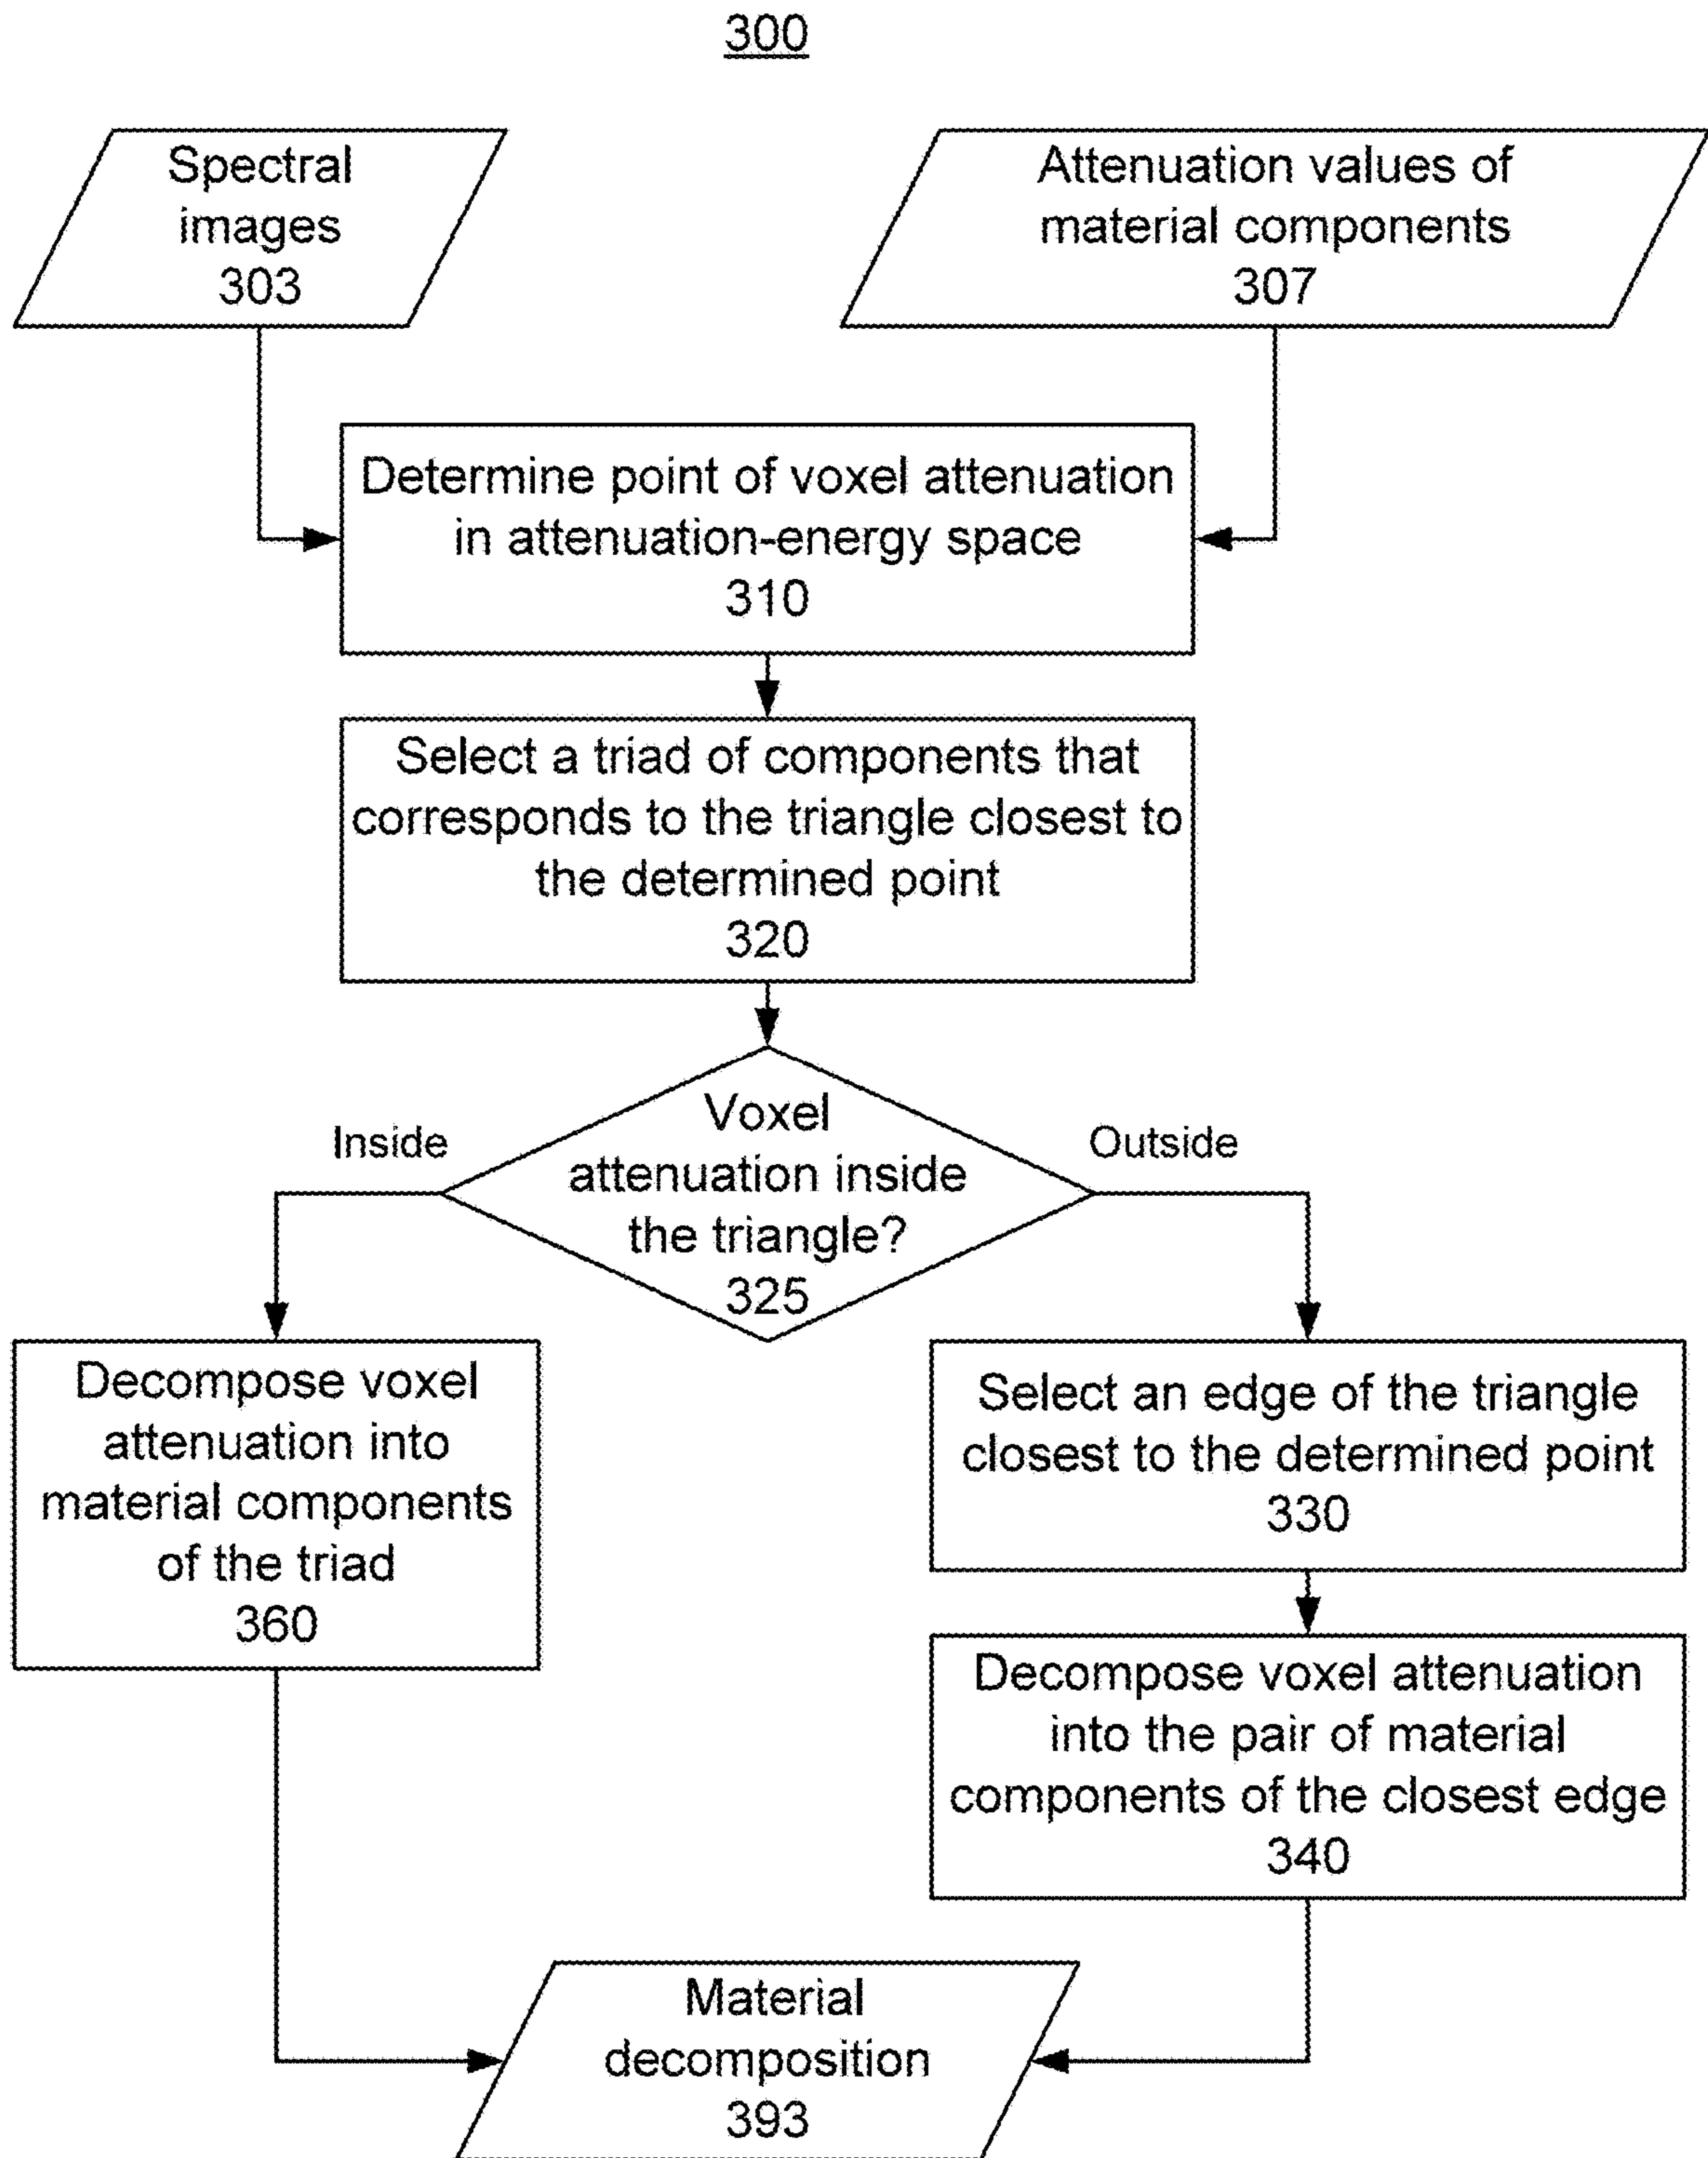 300
Spectral
images
303
Attenuation values of
material components
307
Determine point of voxel attenuation
in attenuation-energy space
310
Select a triad of components that
corresponds to the triangle closest to
the determined point
320
Voxel
attenuation inside
the triangle?
325
Inside
Outside
Decompose voxel
attenuation into
material components
of the triad
360
Select an edge of the triangle
closest to the determined point
330
Decompose voxel attenuation
into the pair of material
components of the closest edge
340
Material
decomposition
393